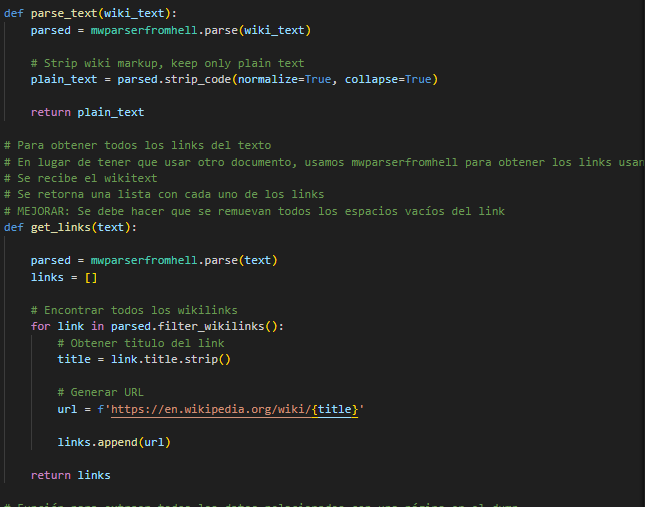 def parse_text(wiki_text):
    parsed = mwparserfromhell.parse(wiki_text)
    # Strip wiki markup, keep only plain text
    plain_text = parsed.strip_code(normalize=True, collapse=True)
    return plain_text
# Para obtener todos los links del texto
# En lugar de tener que usar otro documento, usamos mwparserfromhell para obtener los links usan
# Se recibe el wikitext
# Se retorna una lista con cada uno de los links
# MEJORAR: Se debe hacer que se remuevan todos los espacios vacíos del link
def get_links(text):
    parsed = mwparserfromhell.parse(text)
    links = []
    # Encontrar todos los wikilinks
    for link in parsed.filter_wikilinks():
        # Obtener titulo del link
        title = link.title.strip()
        # Generar URL
        url = f'https://en.wikipedia.org/wiki/{title}'
        links.append(url)
    return links